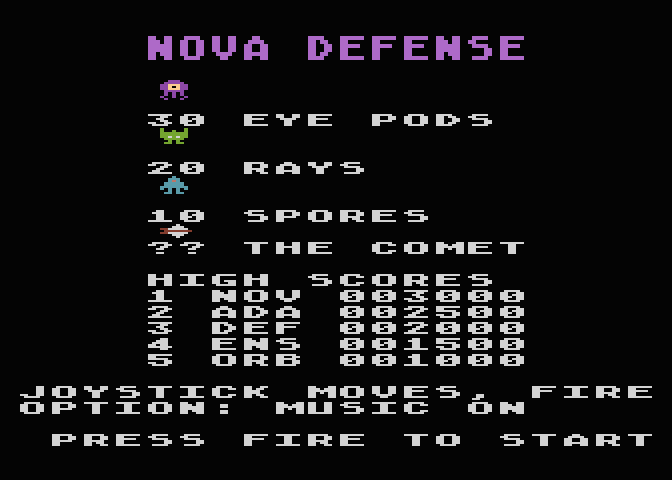 NOVA DEFENSE
30 EYE PODS
20 RAYS
10 SPORES
?? THE COMET
HIGH SCORES
1 NOV 003000
2 ADA 002500
3 DEF 002000
4 ENS 001500
5 ORB 001000
JOYSTICK MOVES, FIRE
OPTION: MUSIC ON
PRESS FIRE TO START